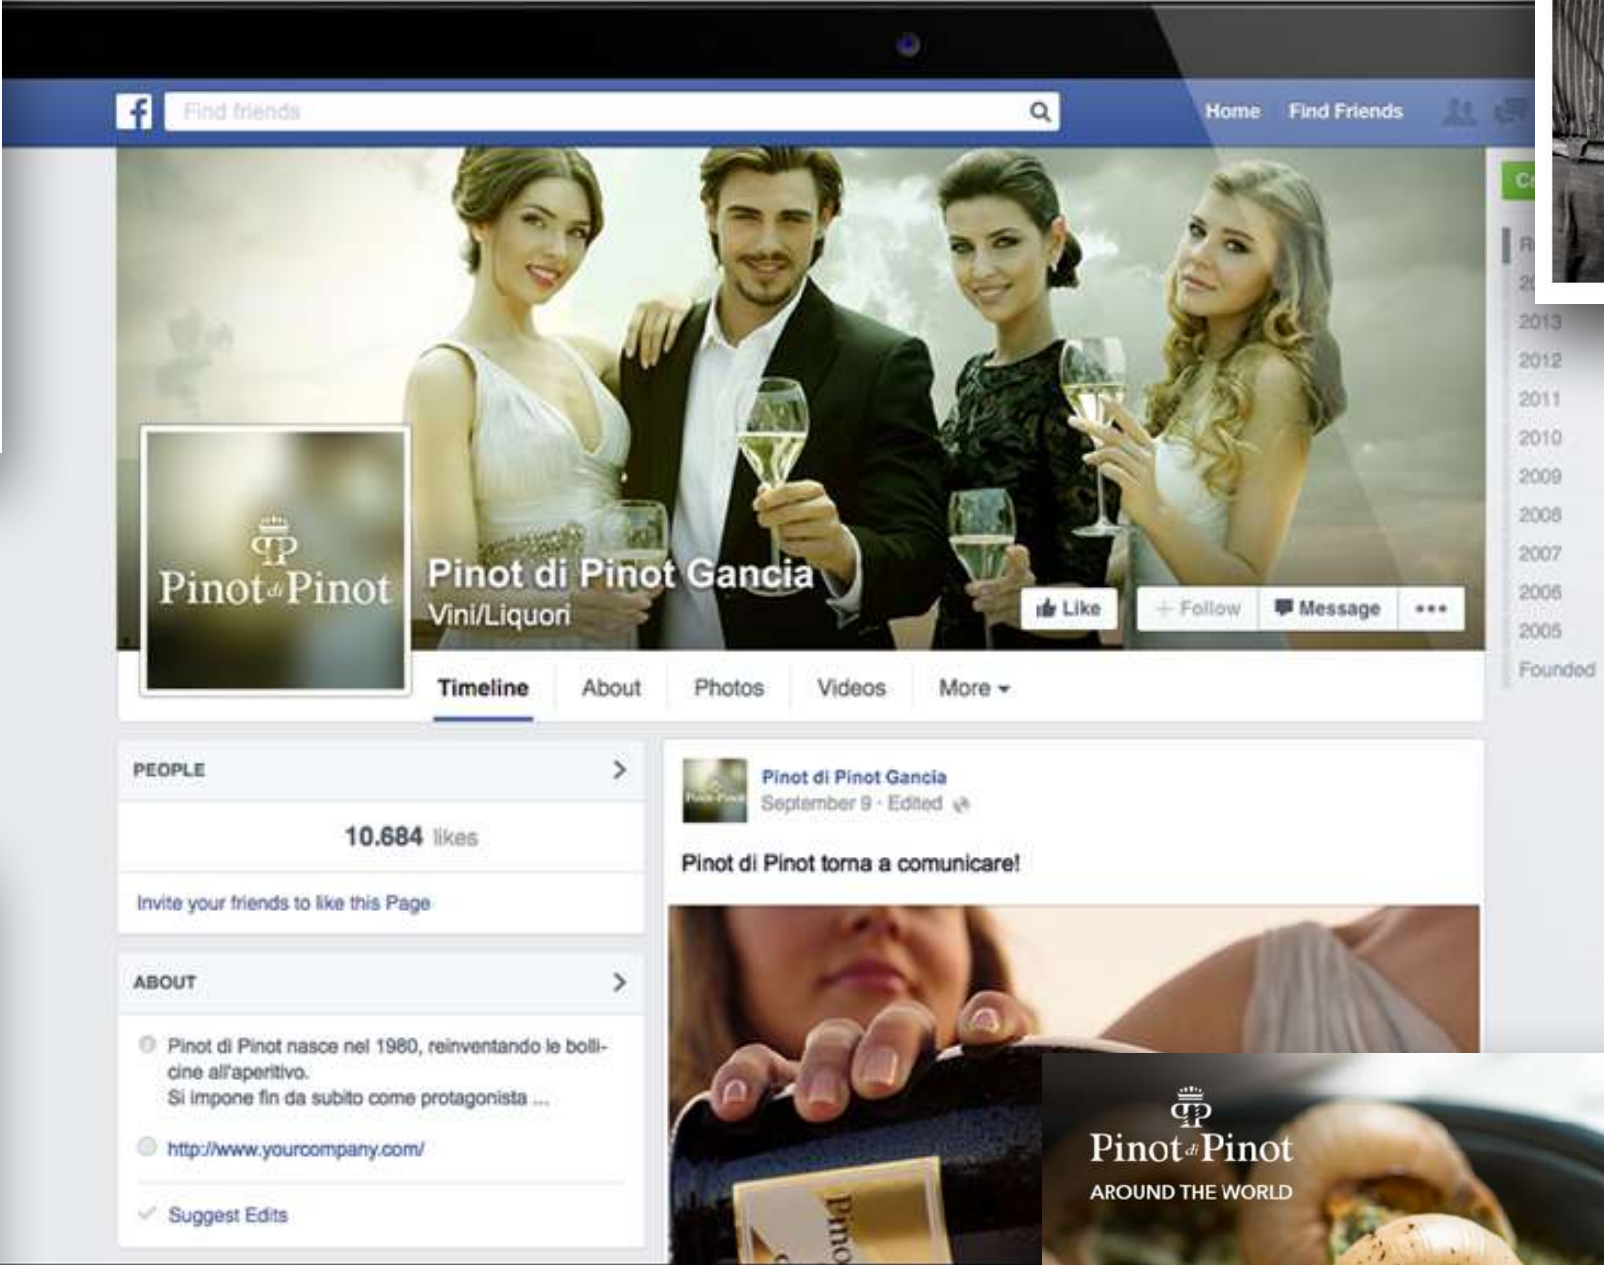 f
Find friends
Home
Find Friends
2013
2012
2011
2010
2009
2008
2007
2006
2005
Founded
Pinot di Pinot
Pinot di Pinot Gancia
Vini/Liquori
Like
+ Follow
Message
Timeline
About
Photos
Videos
More
PEOPLE
10.684 likes
Invite your friends to like this Page
ABOUT
Pinot di Pinot nasce nel 1980, reinventando le bolli-
cine all'aperitivo.
Si impone fin da subito come protagonista ...
http://www.yourcompany.com/
Suggest Edits
Pinot di Pinot Gancia
September 9 · Edited
Pinot di Pinot torna a comunicare!
Pinot di Pinot
AROUND THE WORLD